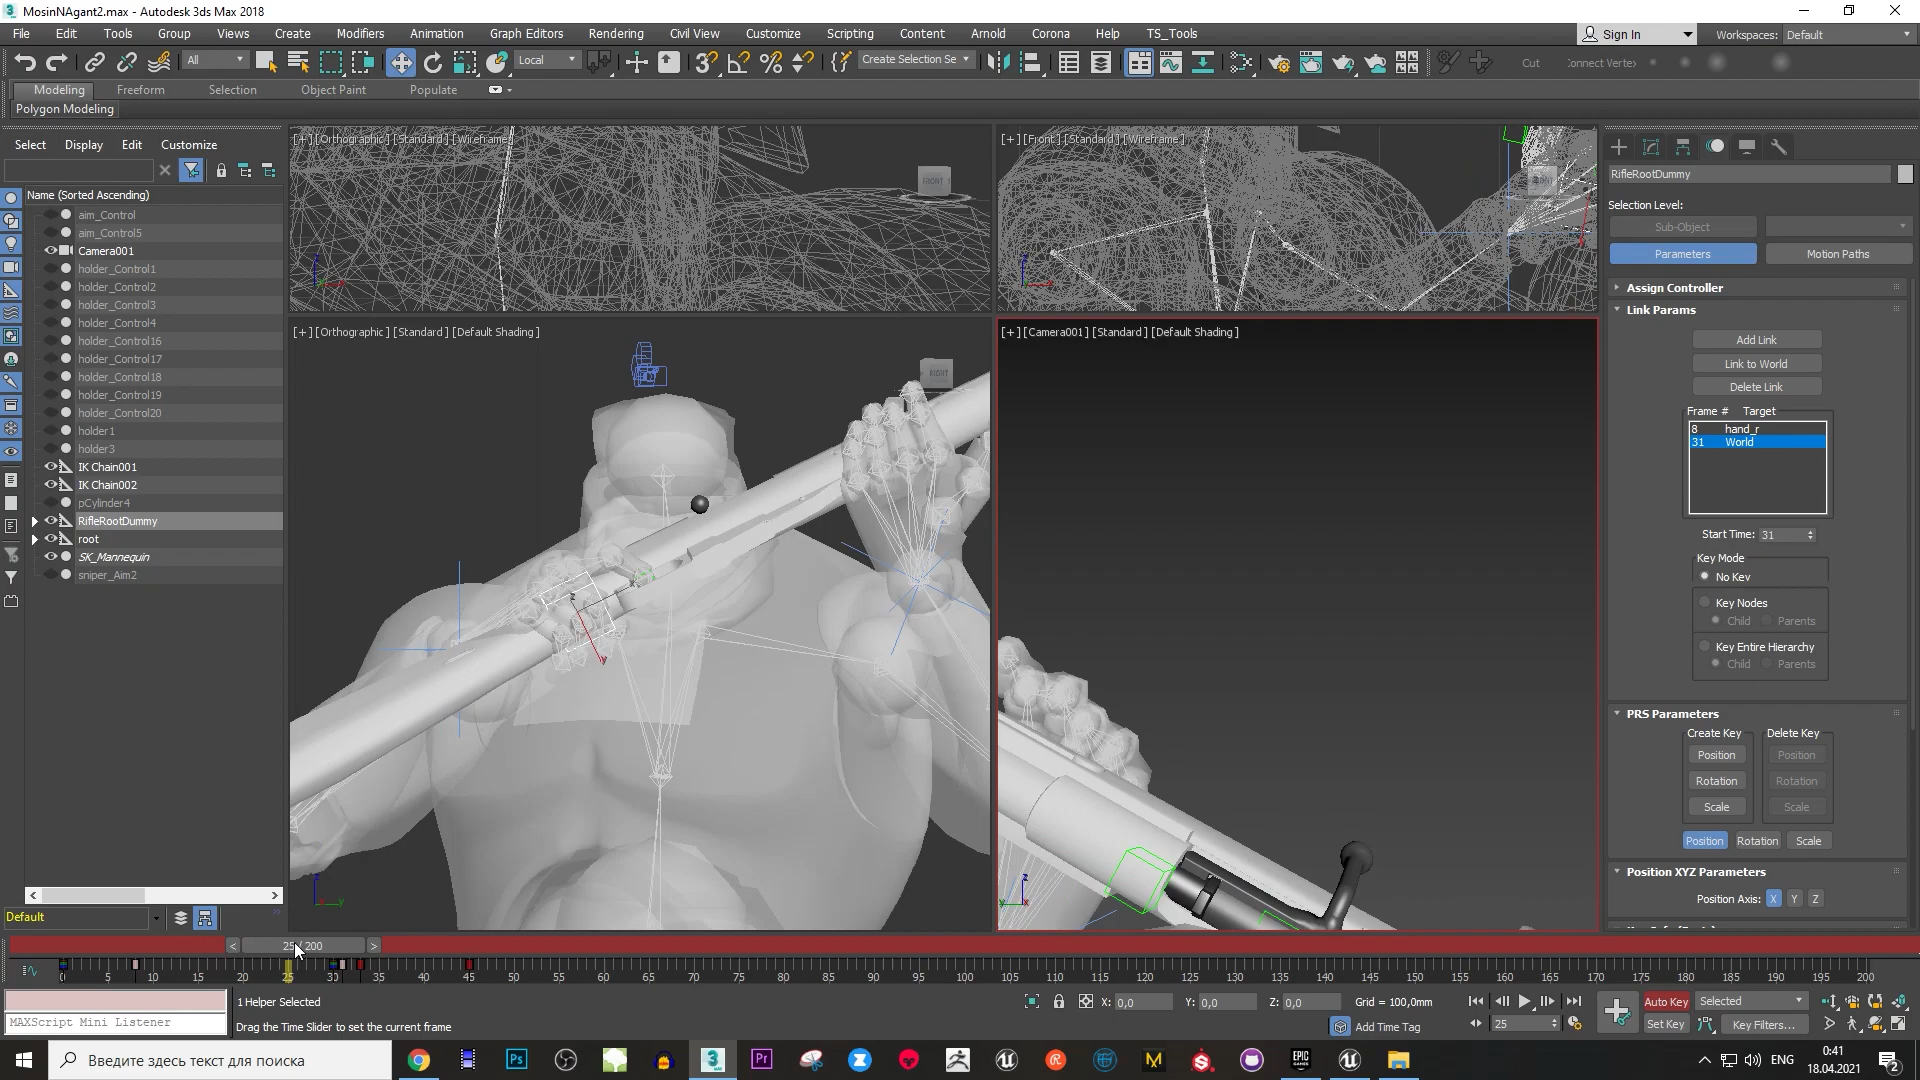 MosinNAgant2.max - Autodesk 3ds Max 2018
File Edit Tools Group Views Create Modifiers Animation Graph Editors Rendering Civil View Customize Scripting Content Arnold Corona Help TS_Tools Sign In Workspaces: Default
All Local Create Selection Se Cut Connect Vertex
Modeling Freeform Selection Object Paint Populate
Polygon Modeling
Select Display Edit Customize
Name (Sorted Ascending)
aim_Control
aim_Control5
Camera001
holder_Control1
holder_Control2
holder_Control3
holder_Control4
holder_Control16
holder_Control17
holder_Control18
holder_Control19
holder_Control20
holder1
holder3
IK Chain001
IK Chain002
pCylinder4
RifleRootDummy
root
SK_Mannequin
sniper_Aim2
Default
[+] [Orthographic] [Standard] [Wireframe]
FRONT
[+] [Front] [Standard] [Wireframe]
FRONT
[+] [Orthographic] [Standard] [Default Shading]
RIGHT
[+] [Camera001] [Standard] [Default Shading]
RifleRootDummy
Selection Level:
Sub-Object
Parameters Motion Paths
Assign Controller
Link Params
Add Link
Link to World
Delete Link
Frame # Target
8 hand_r
31 World
Start Time: 31
Key Mode
No Key
Key Nodes
Child Parents
Key Entire Hierarchy
Child Parents
PRS Parameters
Create Key Delete Key
Position Position
Rotation Rotation
Scale Scale
Position Rotation Scale
Position XYZ Parameters
Position Axis: X Y Z
< 25 / 200 >
0 5 10 15 20 25 30 35 40 45 50 55 60 65 70 75 80 85 90 95 100 105 110 115 120 125 130 135 140 145 150 155 160 165 170 175 180 185 190 195 200
1 Helper Selected X: 0,0 Y: 0,0 Z: 0,0 Grid = 100,0mm Auto Key Selected
MAXScript Mini Listener Drag the Time Slider to set the current frame Add Time Tag 25 Set Key Key Filters...
Введите здесь текст для поиска
ENG 0:41
18.04.2021
2